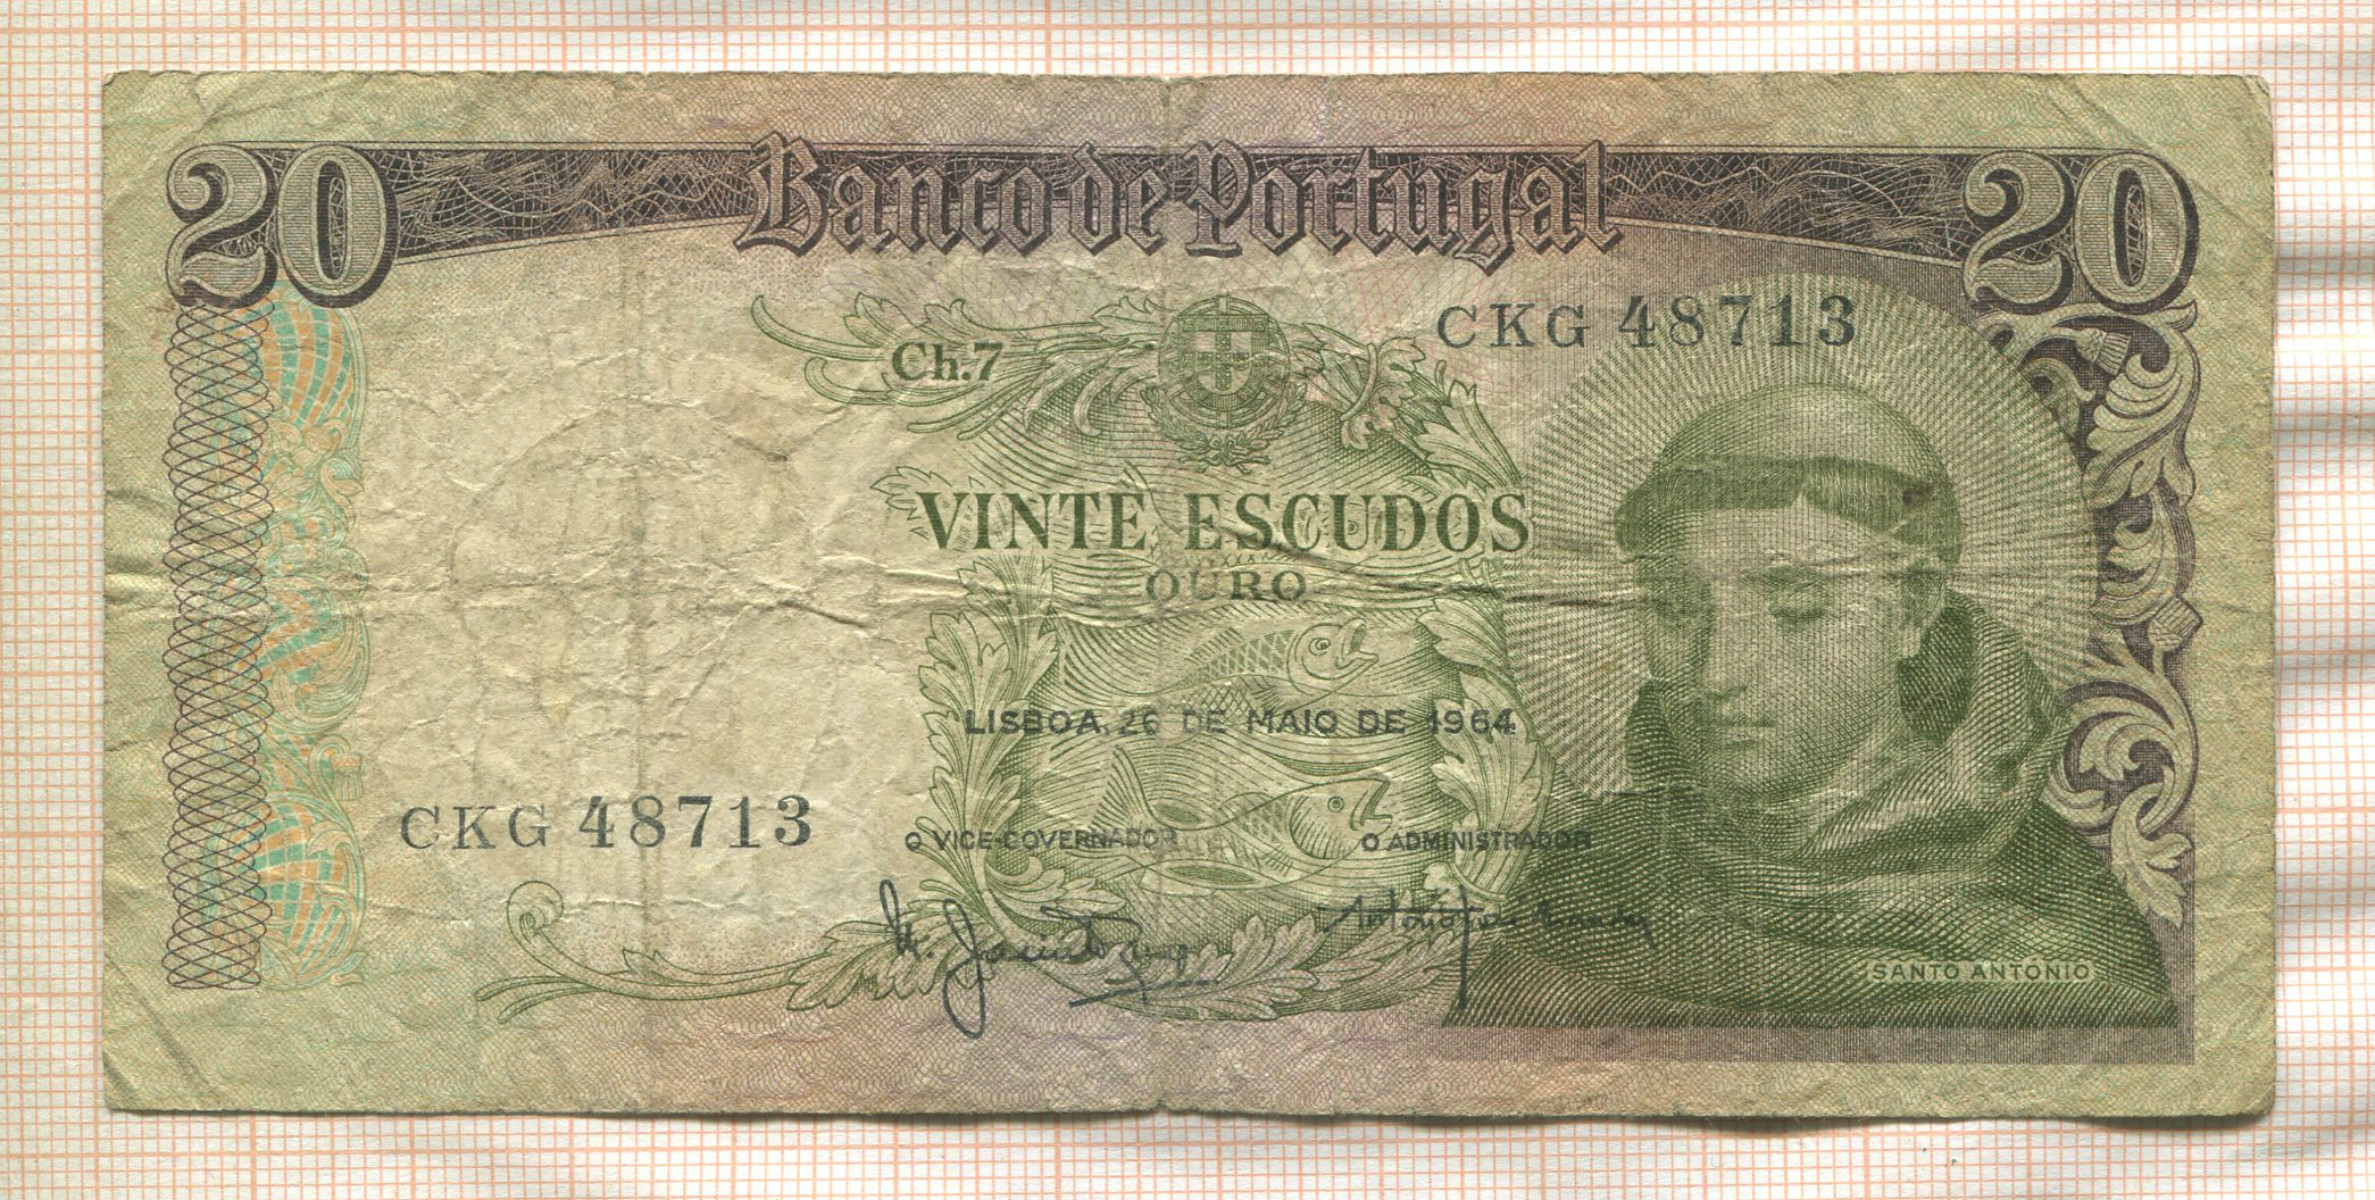 20 Banco de Portugal 20
CKG 48713
Ch.7
VINTE ESCUDOS
OURO
LISBOA, 26 DE MAIO DE 1964
CKG 48713
O VICE-GOVERNADOR O ADMINISTRADOR
SANTO ANTÓNIO